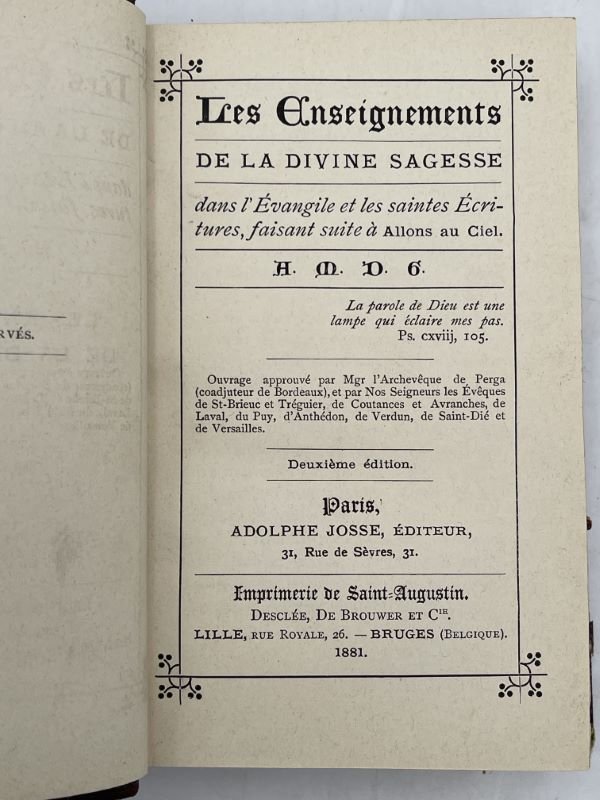 Les Enseignements
DE LA DIVINE SAGESSE
dans l'Évangile et les saintes Écri-
tures, faisant suite à Allons au Ciel.
A. M. D. G.
La parole de Dieu est une
lampe qui éclaire mes pas.
Ps. cxviij, 105.
Ouvrage approuvé par Mgr l'Archevêque de Perga
(coadjuteur de Bordeaux), et par Nos Seigneurs les Évêques
de St-Brieuc et Tréguier, de Coutances et Avranches, de
Laval, du Puy, d'Anthédon, de Verdun, de Saint-Dié et
de Versailles.
Deuxième édition.
Paris,
ADOLPHE JOSSE, ÉDITEUR,
31, Rue de Sèvres, 31.
Imprimerie de Saint-Augustin.
DESCLÉE, DE BROUWER ET CIE.
LILLE, RUE ROYALE, 26. — BRUGES (BELGIQUE).
1881.
RVÉS.